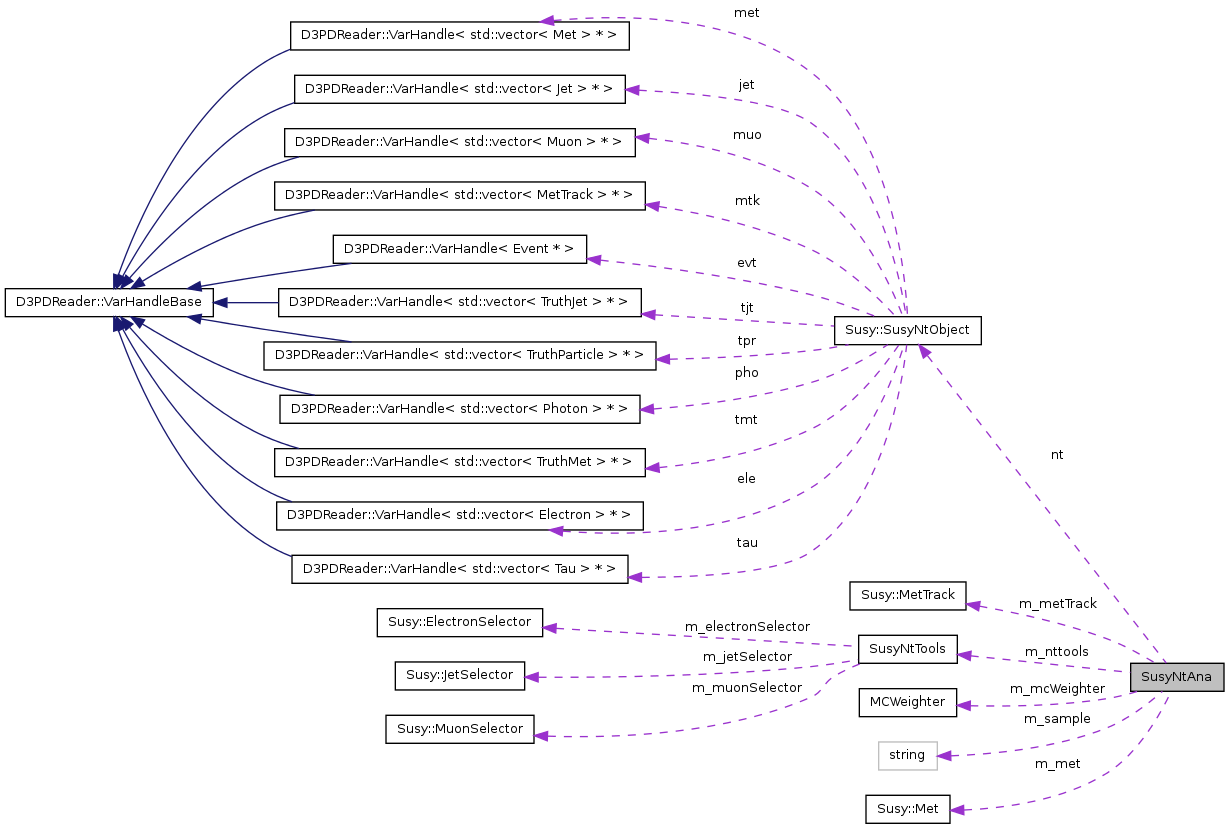 met
D3PDReader::VarHandle< std::vector< Met > * >
jet
D3PDReader::VarHandle< std::vector< Jet > * >
muo
D3PDReader::VarHandle< std::vector< Muon > * >
mtk
D3PDReader::VarHandle< std::vector< MetTrack > * >
evt
D3PDReader::VarHandle< Event * >
D3PDReader::VarHandleBase
D3PDReader::VarHandle< std::vector< TruthJet > * >
tjt
Susy::SusyNtObject
tpr
D3PDReader::VarHandle< std::vector< TruthParticle > * >
pho
D3PDReader::VarHandle< std::vector< Photon > * >
tmt
nt
D3PDReader::VarHandle< std::vector< TruthMet > * >
ele
D3PDReader::VarHandle< std::vector< Electron > * >
tau
D3PDReader::VarHandle< std::vector< Tau > * >
Susy::MetTrack
m_metTrack
Susy::ElectronSelector
m_electronSelector
SusyNtTools
m_nttools
m_jetSelector
Susy::JetSelector
SusyNtAna
m_muonSelector
m_mcWeighter
MCWeighter
m_sample
Susy::MuonSelector
string
m_met
Susy::Met